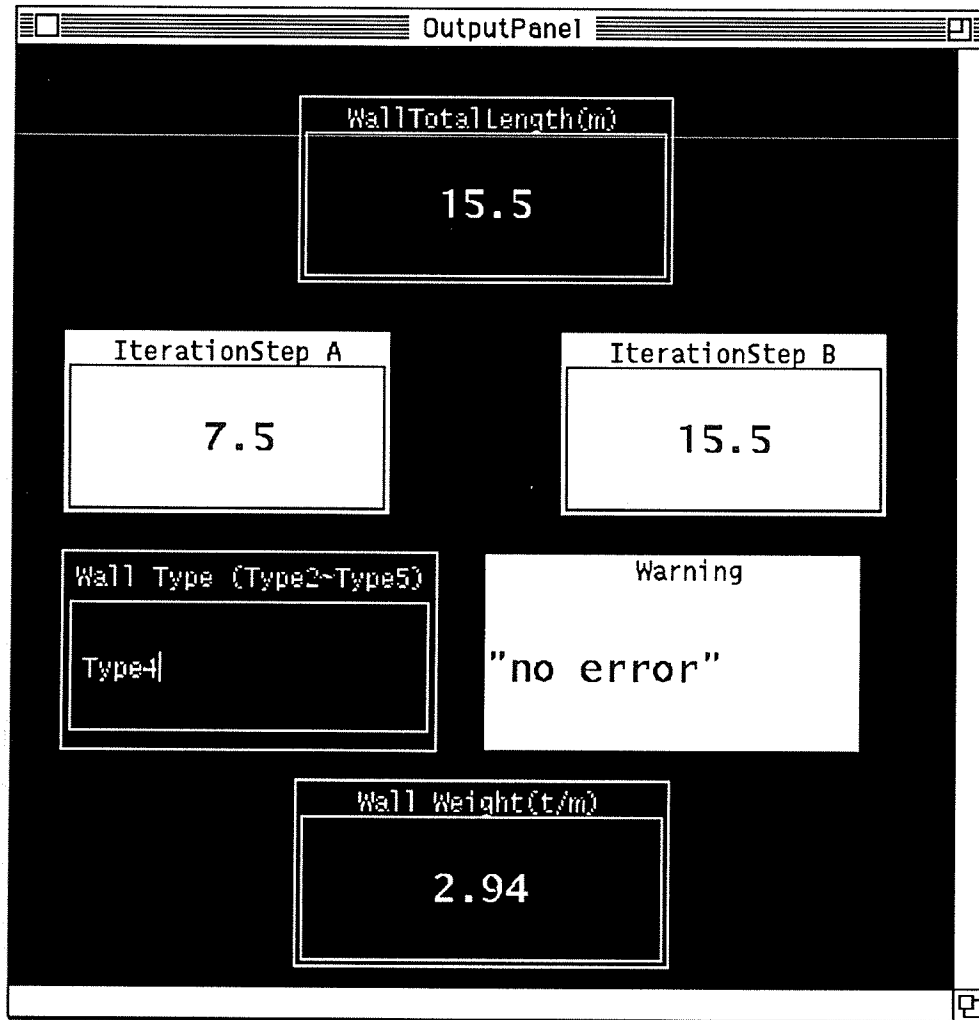 OutputPanel
WallTotalLength(m)
15.5
IterationStep A
7.5
IterationStep B
15.5
Wall Type (Type2~Type5)
Type4
Warning
"no error"
Wall Weight(t/m)
2.94